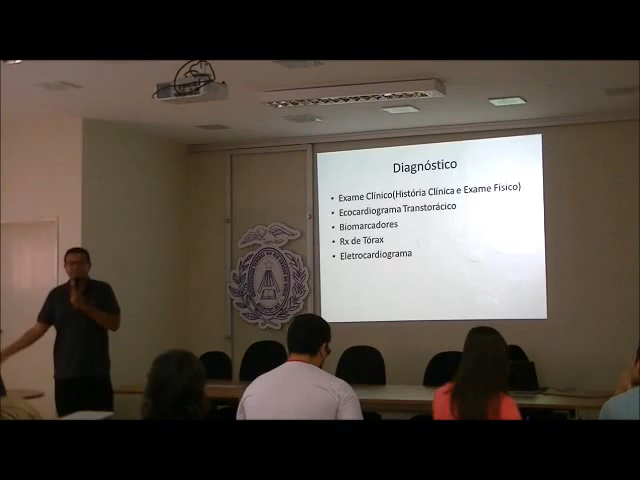 Diagnóstico
• Exame Clínico(História Clínica e Exame Físico)
• Ecocardiograma Transtorácico
• Biomarcadores
• Rx de Tórax
• Eletrocardiograma